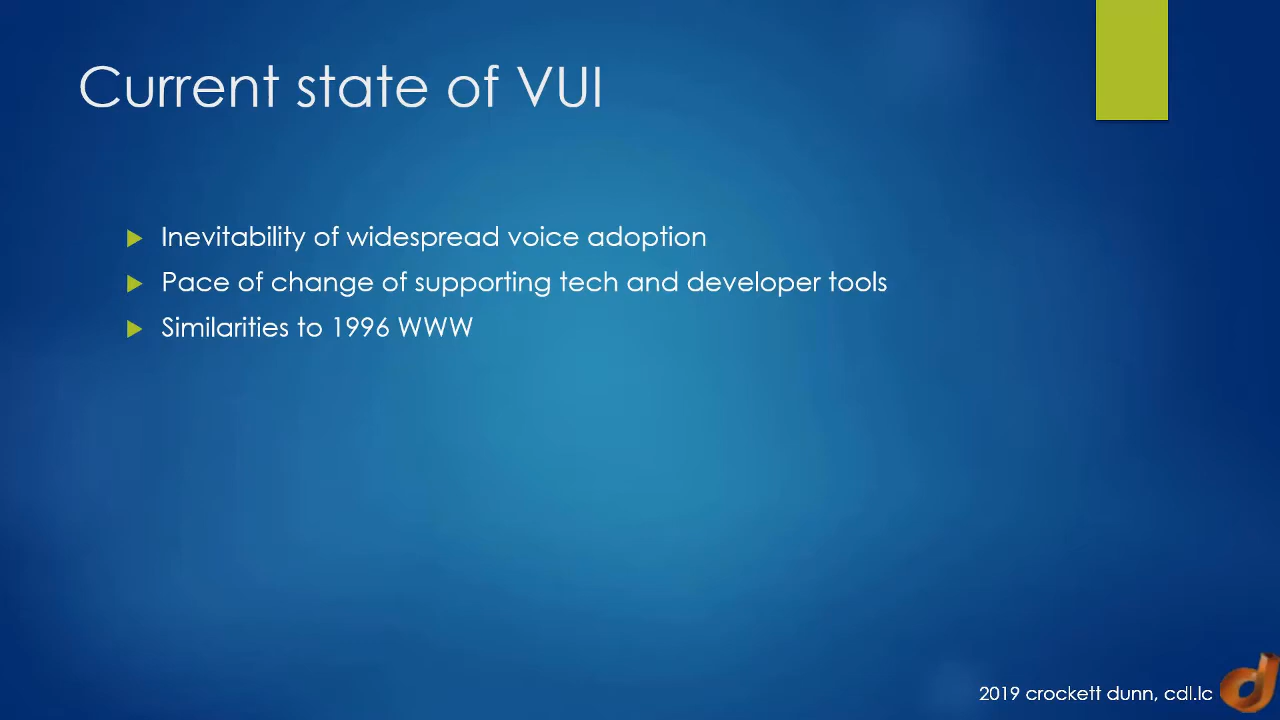 Current state of VUI
Inevitability of widespread voice adoption
Pace of change of supporting tech and developer tools
Similarities to 1996 WWW
2019 crockett dunn, cdl.lc
d